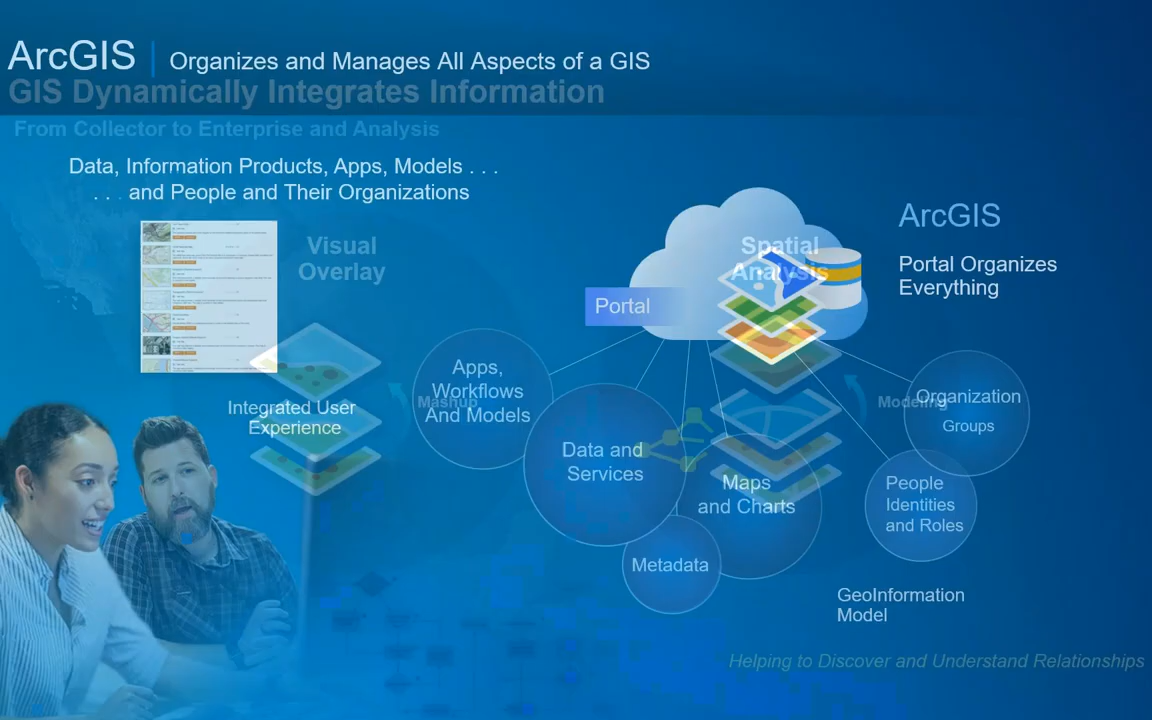 ArcGIS | Organizes and Manages All Aspects of a GIS
GIS Dynamically Integrates Information
From Collector to Enterprise and Analysis
Data, Information Products, Apps, Models . . .
. . . and People and Their Organizations
Visual
Overlay
Spatial
Analysis
ArcGIS
Portal Organizes
Everything
Portal
Integrated User
Experience
Apps,
Workflows
And Models
Mashup
Data and
Services
Maps
and Charts
Metadata
Modeling
Organization
Groups
People
Identities
and Roles
GeoInformation
Model
Helping to Discover and Understand Relationships